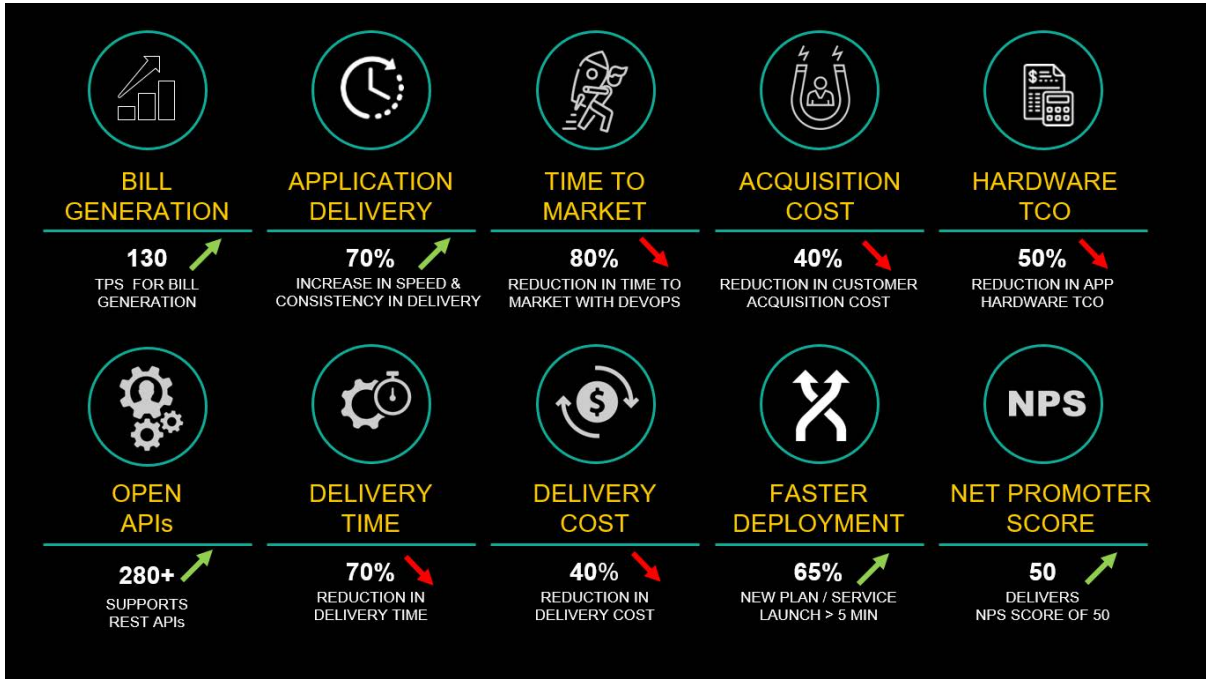 BILL
GENERATION
130
TPS FOR BILL
GENERATION
APPLICATION
DELIVERY
70%
INCREASE IN SPEED &
CONSISTENCY IN DELIVERY
TIME TO
MARKET
80%
REDUCTION IN TIME TO
MARKET WITH DEVOPS
ACQUISITION
COST
40%
REDUCTION IN CUSTOMER
ACQUISITION COST
$
HARDWARE
TCO
50%
REDUCTION IN APP
HARDWARE TCO
OPEN
APIs
280+
SUPPORTS
REST APIs
DELIVERY
TIME
70%
REDUCTION IN
DELIVERY TIME
$
DELIVERY
COST
40%
REDUCTION IN
DELIVERY COST
FASTER
DEPLOYMENT
65%
NEW PLAN / SERVICE
LAUNCH > 5 MIN
NPS
NET PROMOTER
SCORE
50
DELIVERS
NPS SCORE OF 50